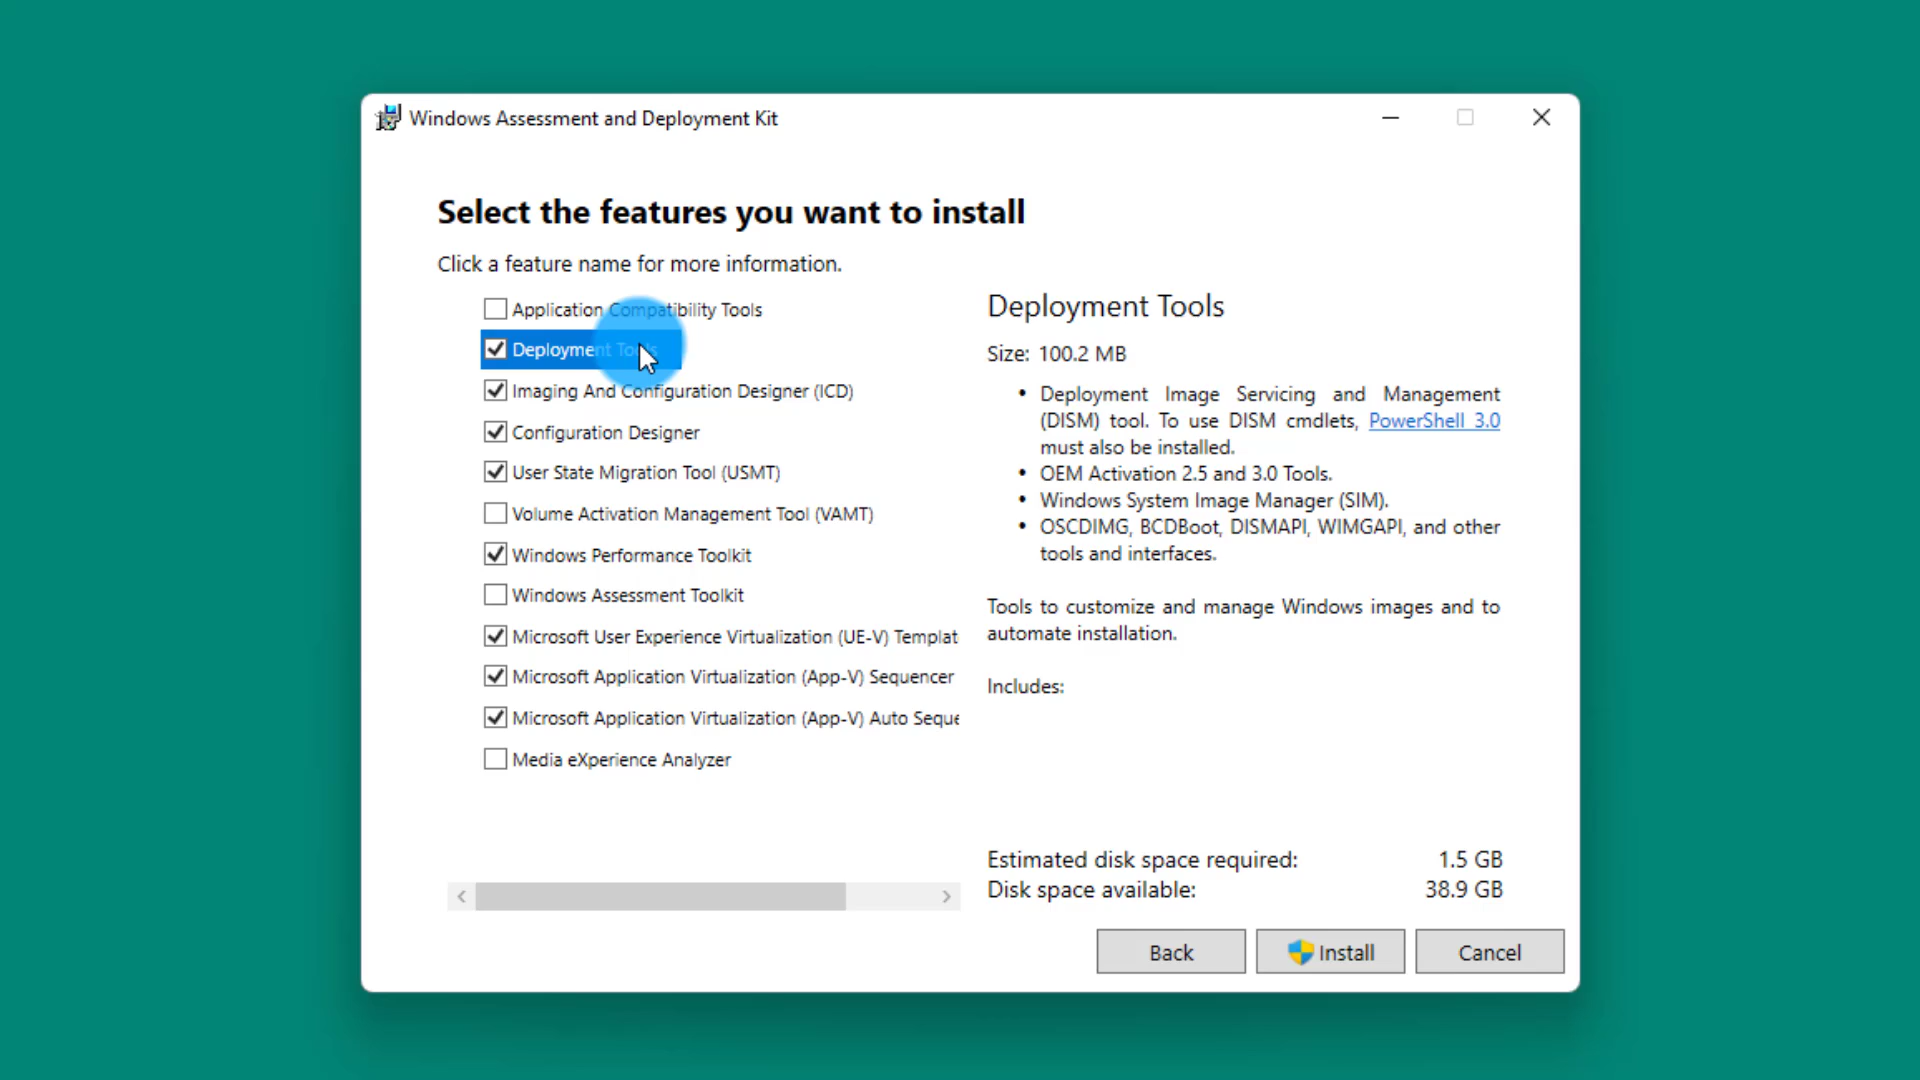 Windows Assessment and Deployment Kit
Select the features you want to install
Click a feature name for more information.
Application Compatibility Tools
Deployment Tools
Imaging And Configuration Designer (ICD)
Configuration Designer
User State Migration Tool (USMT)
Volume Activation Management Tool (VAMT)
Windows Performance Toolkit
Windows Assessment Toolkit
Microsoft User Experience Virtualization (UE-V) Templat
Microsoft Application Virtualization (App-V) Sequencer
Microsoft Application Virtualization (App-V) Auto Seque
Media eXperience Analyzer
Deployment Tools
Size: 100.2 MB
• Deployment Image Servicing and Management
(DISM) tool. To use DISM cmdlets, PowerShell 3.0
must also be installed.
• OEM Activation 2.5 and 3.0 Tools.
• Windows System Image Manager (SIM).
• OSCDIMG, BCDBoot, DISMAPI, WIMGAPI, and other
tools and interfaces.
Tools to customize and manage Windows images and to
automate installation.
Includes:
Estimated disk space required: 1.5 GB
Disk space available: 38.9 GB
Back
Install
Cancel